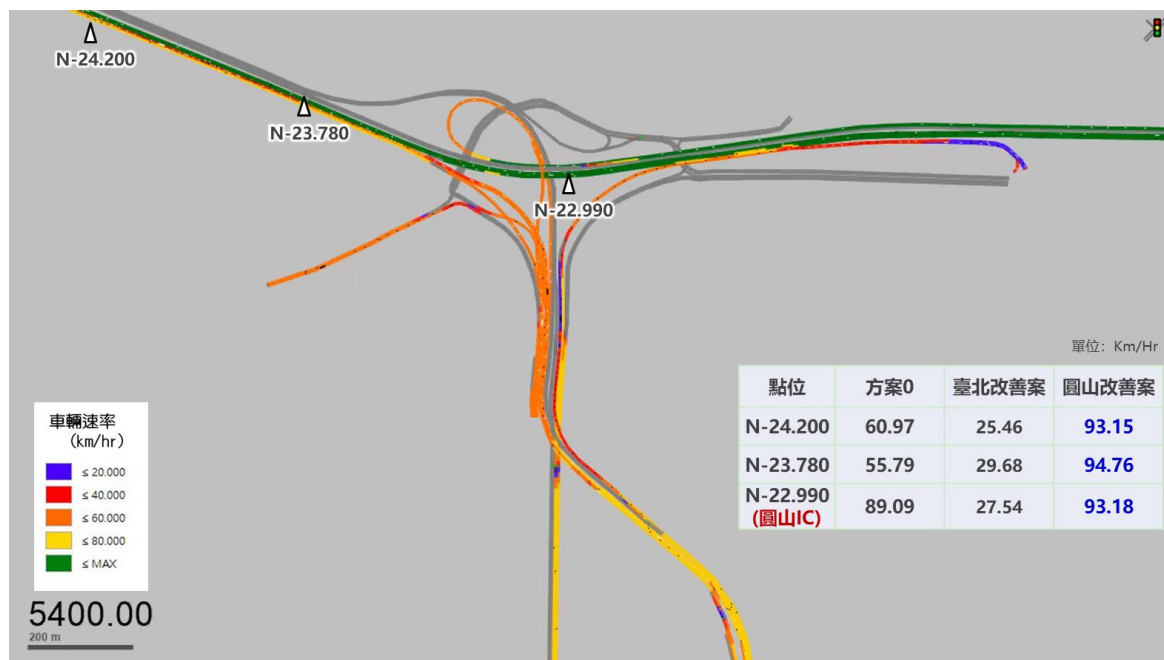 N-24.200
N-23.780
N-22.990
單位：Km/Hr
點位 方案0 臺北改善案 圓山改善案
N-24.200 60.97 25.46 93.15
N-23.780 55.79 29.68 94.76
N-22.990
(圓山IC) 89.09 27.54 93.18
車輛速率
(km/hr)
≤ 20.000
≤ 40.000
≤ 60.000
≤ 80.000
≤ MAX
5400.00
200 m